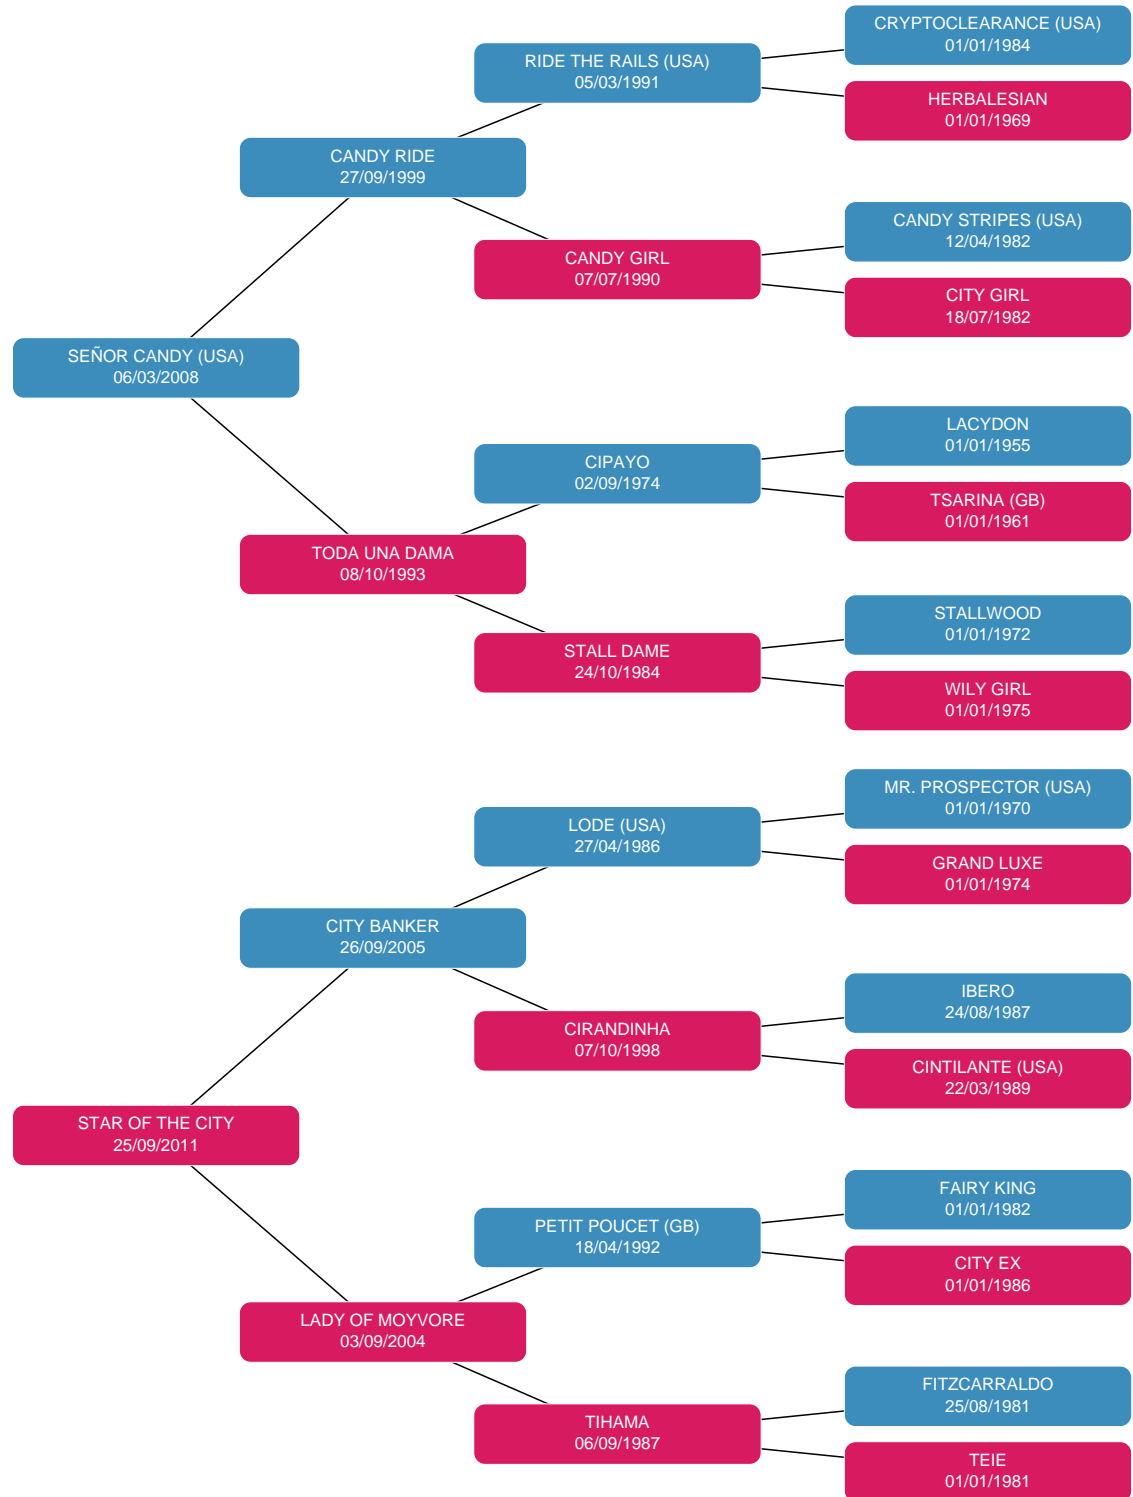 CRYPTOCLEARANCE (USA)
01/01/1984
RIDE THE RAILS (USA)
05/03/1991
HERBALESIAN
01/01/1969
CANDY RIDE
27/09/1999
CANDY STRIPES (USA)
12/04/1982
CANDY GIRL
07/07/1990
CITY GIRL
18/07/1982
SEÑOR CANDY (USA)
06/03/2008
LACYDON
01/01/1955
CIPAYO
02/09/1974
TSARINA (GB)
01/01/1961
TODA UNA DAMA
08/10/1993
STALLWOOD
01/01/1972
STALL DAME
24/10/1984
WILY GIRL
01/01/1975
MR. PROSPECTOR (USA)
01/01/1970
LODE (USA)
27/04/1986
GRAND LUXE
01/01/1974
CITY BANKER
26/09/2005
IBERO
24/08/1987
CIRANDINHA
07/10/1998
CINTILANTE (USA)
22/03/1989
STAR OF THE CITY
25/09/2011
FAIRY KING
01/01/1982
PETIT POUCET (GB)
18/04/1992
CITY EX
01/01/1986
LADY OF MOYVORE
03/09/2004
FITZCARRALDO
25/08/1981
TIHAMA
06/09/1987
TEIE
01/01/1981